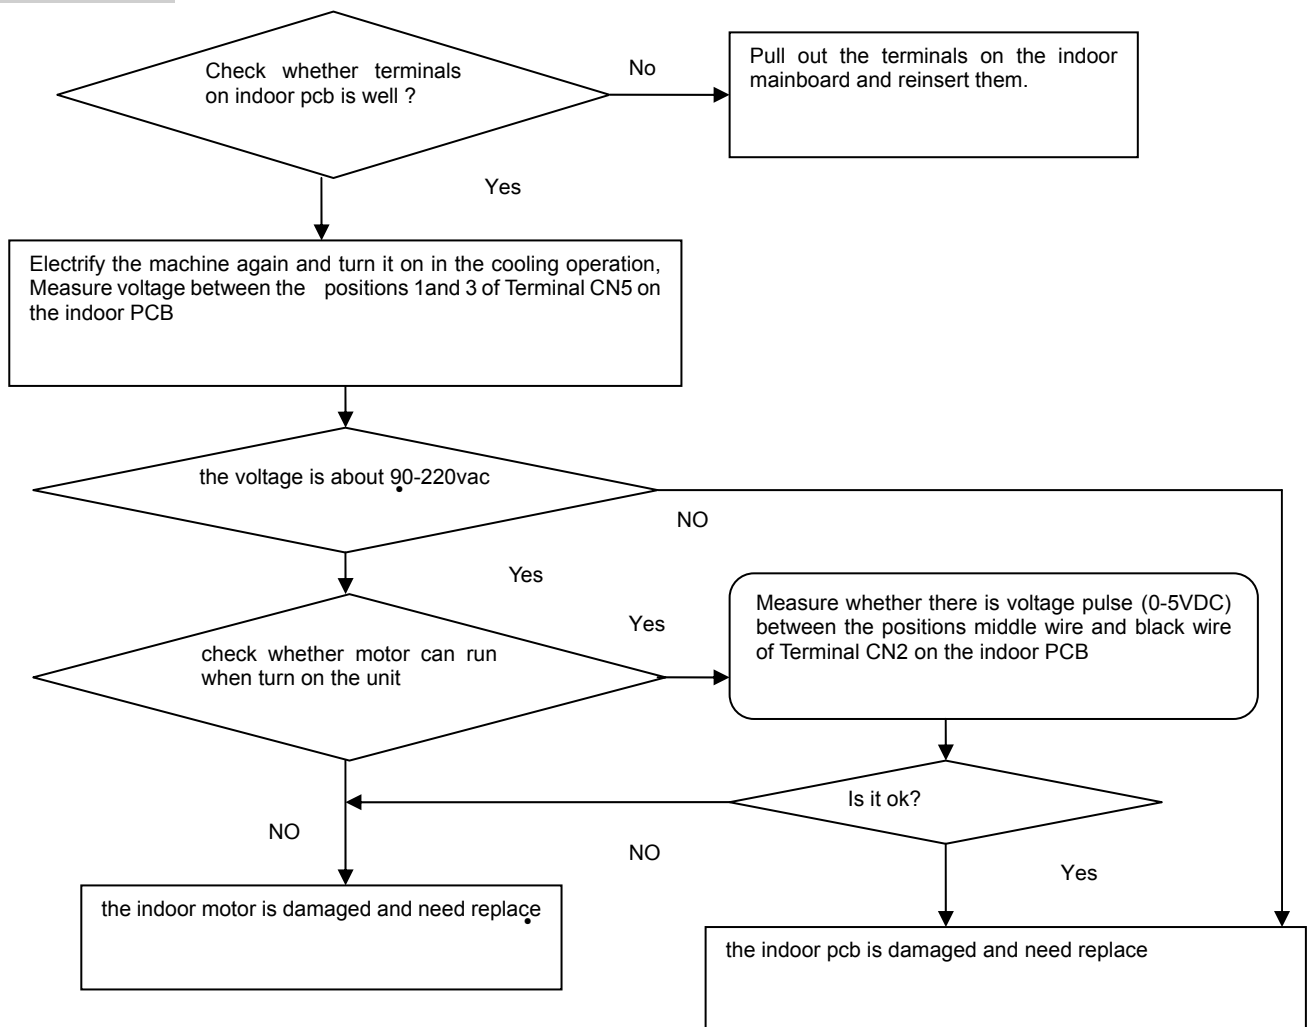 Check whether terminals
on indoor pcb is well ?
No
Pull out the terminals on the indoor
mainboard and reinsert them.
Yes
Electrify the machine again and turn it on in the cooling operation,
Measure voltage between the positions 1and 3 of Terminal CN5 on
the indoor PCB
the voltage is about 90-220vac
NO
Yes
check whether motor can run
when turn on the unit
Yes
Measure whether there is voltage pulse (0-5VDC)
between the positions middle wire and black wire
of Terminal CN2 on the indoor PCB
Is it ok?
NO
NO
Yes
the indoor motor is damaged and need replace
the indoor pcb is damaged and need replace